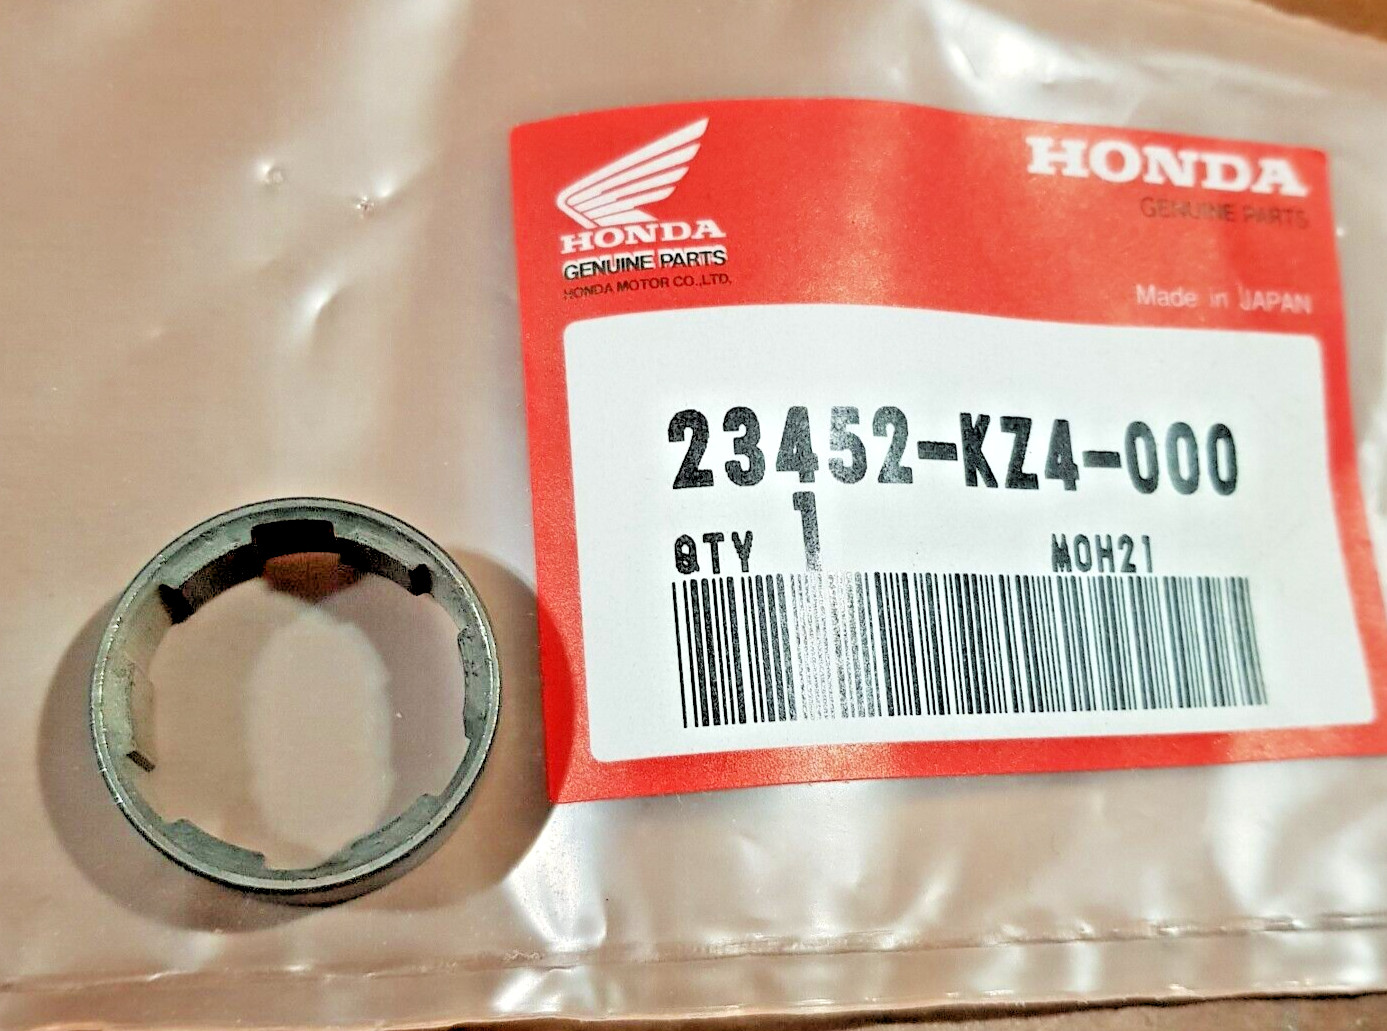 HONDA
GENUINE PARTS
HONDA MOTOR CO.,LTD.
HONDA
GENUINE PARTS
Made in JAPAN
23452-KZ4-000
QTY 1 MOH21